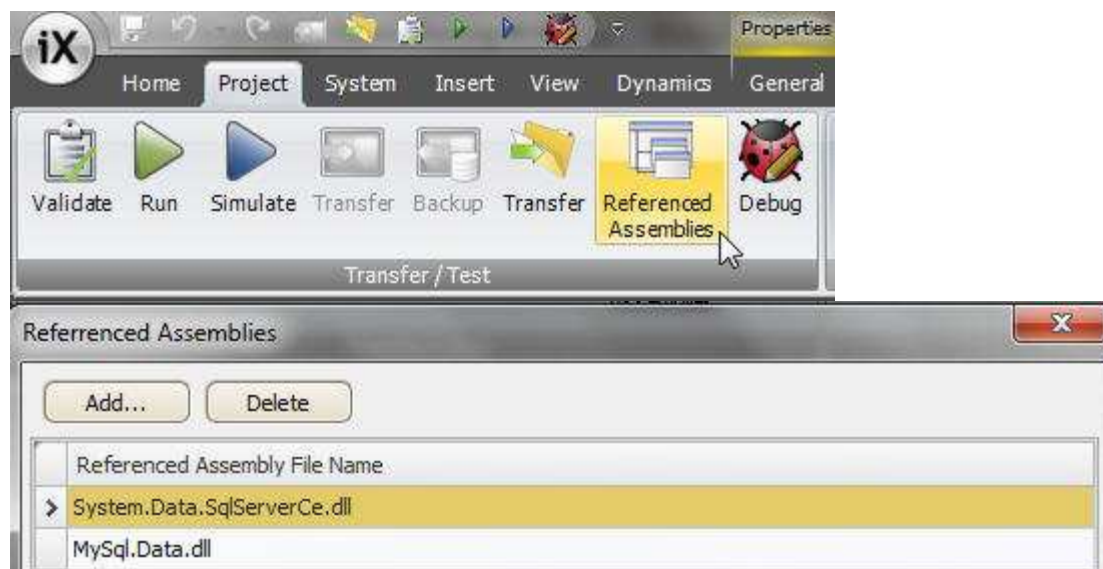 iX
Properties
Home Project System Insert View Dynamics General
Validate Run Simulate Transfer Backup Transfer Referenced Assemblies Debug
Transfer / Test
Referrenced Assemblies
Add... Delete
Referenced Assembly File Name
System.Data.SqlServerCe.dll
MySql.Data.dll